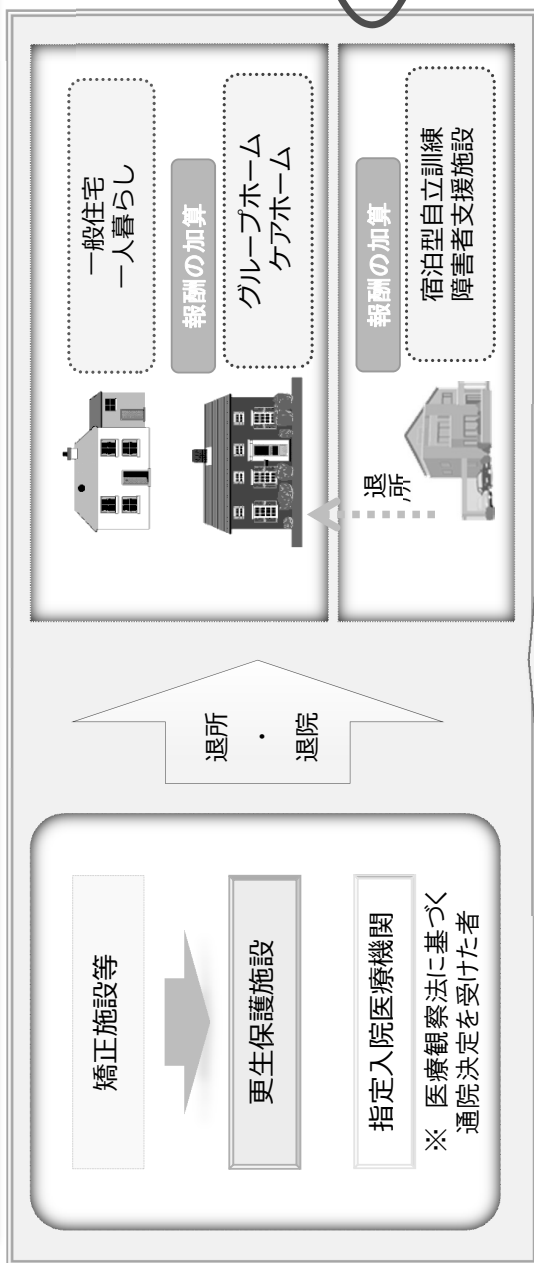 矯正施設等
更生保護施設
指定入院医療機関
※ 医療観察法に基づく
通院決定を受けた者
退所
・
退院
一般住宅
一人暮らし
報酬の加算
グループホーム
ケアホーム
退所
報酬の加算
宿泊型自立訓練
障害者支援施設